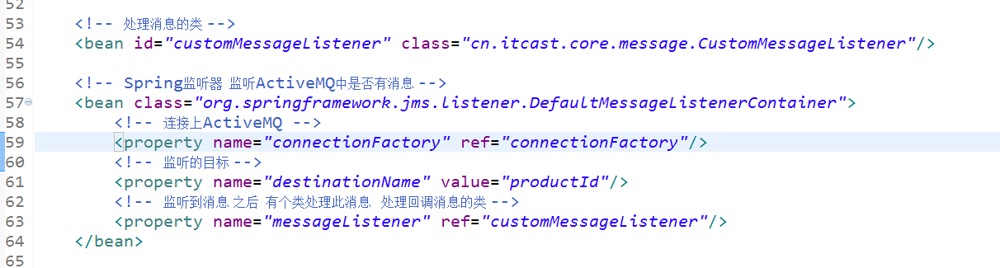 52
53 <!-- 处理消息的类 -->
54 <bean id="customMessageListener" class="cn.itcast.core.message.CustomMessageListener"/>
55
56 <!-- Spring监听器 监听ActiveMQ中是否有消息 -->
57 <bean class="org.springframework.jms.listener.DefaultMessageListenerContainer">
58 <!-- 连接上ActiveMQ -->
59 <property name="connectionFactory" ref="connectionFactory"/>
60 <!-- 监听的目标 -->
61 <property name="destinationName" value="productId"/>
62 <!-- 监听到消息 之后 有个类处理此消息 处理回调消息的类 -->
63 <property name="messageListener" ref="customMessageListener"/>
64 </bean>
65